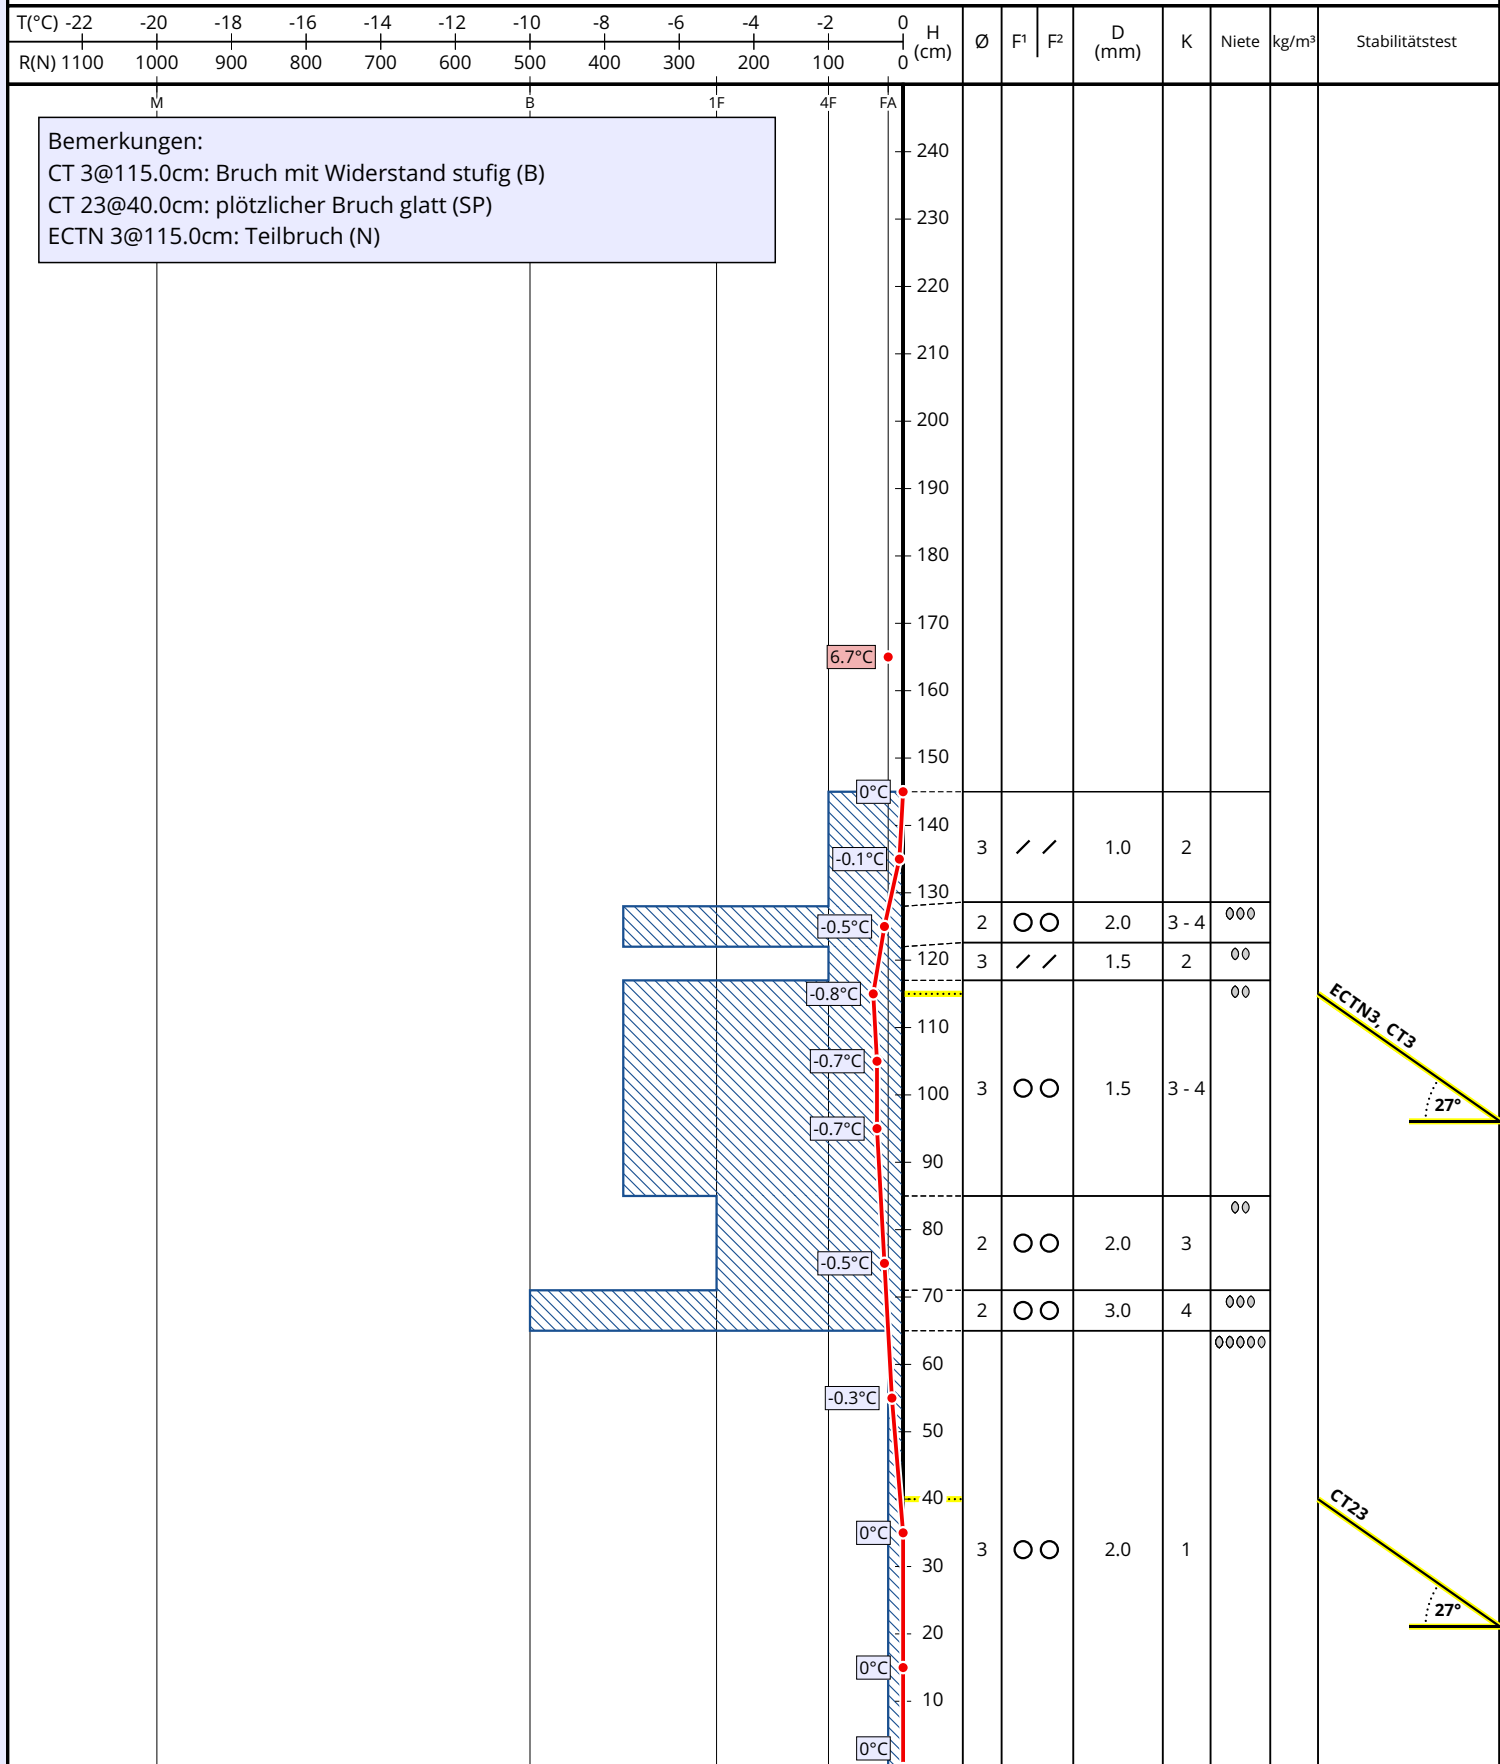 T(°C) -22 -20 -18 -16 -14 -12 -10 -8 -6 -4 -2 0
R(N) 1100 1000 900 800 700 600 500 400 300 200 100 0
H (cm) Ø F¹ F² D (mm) K Niete kg/m³ Stabilitätstest
M B 1F 4F FA
Bemerkungen:
CT 3@115.0cm: Bruch mit Widerstand stufig (B)
CT 23@40.0cm: plötzlicher Bruch glatt (SP)
ECTN 3@115.0cm: Teilbruch (N)
240
230
220
210
200
190
180
170
6.7°C
160
150
0°C
140
3 1.0 2
-0.1°C
130
2 2.0 3 - 4
-0.5°C
120
3 1.5 2
-0.8°C
ECTN3, CT3
110
-0.7°C
100
3 1.5 3 - 4
27°
-0.7°C
90
80
2 2.0 3
-0.5°C
70
2 3.0 4
60
-0.3°C
50
40
CT23
0°C
3 2.0 1
30
27°
20
0°C
10
0°C